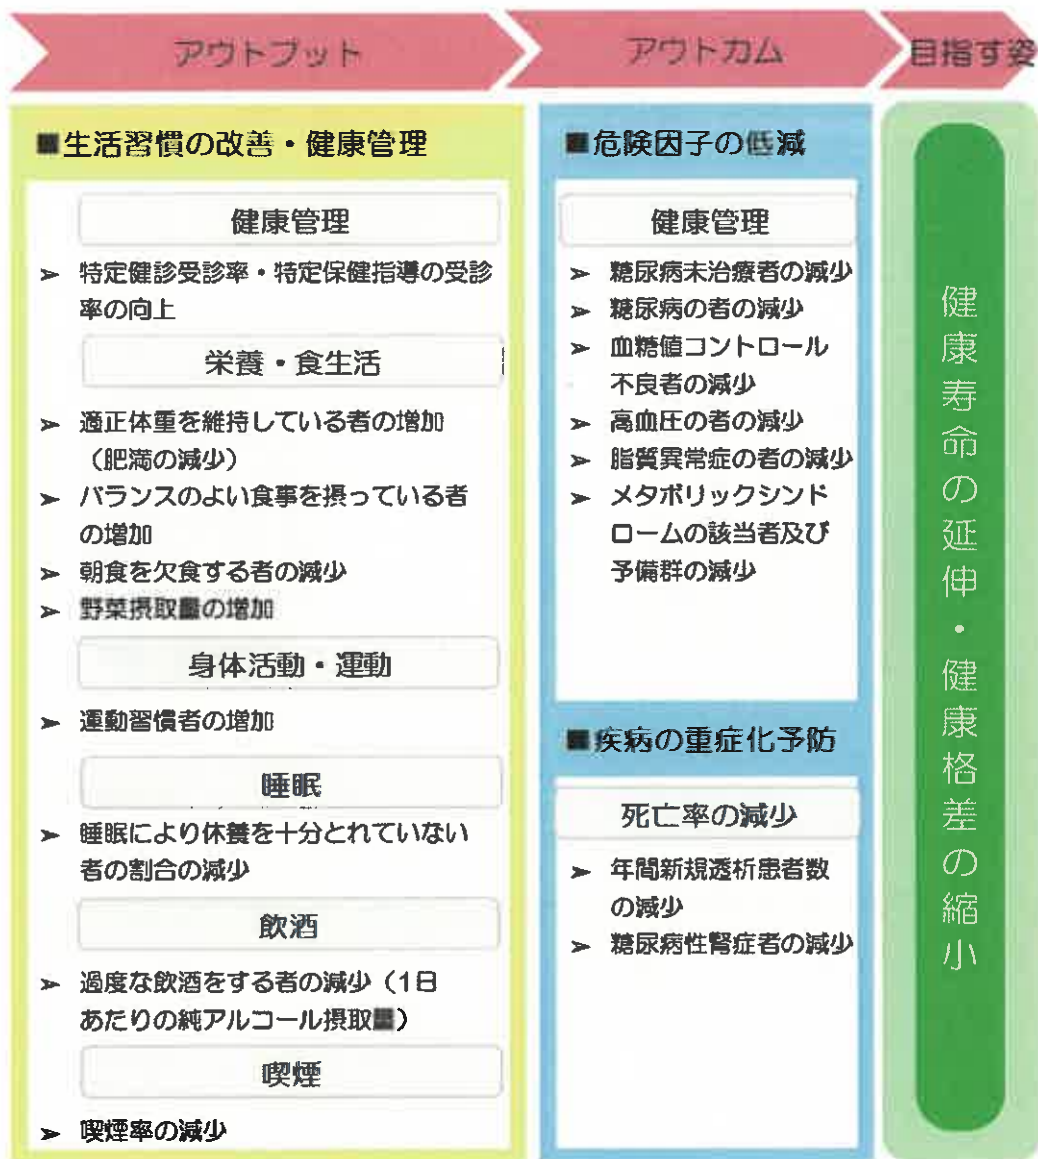 アウトプット
アウトカム
目指す姿
■生活習慣の改善・健康管理
健康管理
➤ 特定健診受診率・特定保健指導の受診
率の向上
栄養・食生活
➤ 適正体重を維持している者の増加
（肥満の減少）
➤ バランスのよい食事を摂っている者
の増加
➤ 朝食を欠食する者の減少
➤ 野菜摂取量の増加
身体活動・運動
➤ 運動習慣者の増加
睡眠
➤ 睡眠により休養を十分とれていない
者の割合の減少
飲酒
➤ 過度な飲酒をする者の減少（1日
あたりの純アルコール摂取量）
喫煙
➤ 喫煙率の減少
■危険因子の低減
健康管理
➤ 糖尿病未治療者の減少
➤ 糖尿病の者の減少
➤ 血糖値コントロール
不良者の減少
➤ 高血圧の者の減少
➤ 脂質異常症の者の減少
➤ メタボリックシンド
ロームの該当者及び
予備群の減少
■疾病の重症化予防
死亡率の減少
➤ 年間新規透析患者数
の減少
➤ 糖尿病性腎症者の減少
健康寿命の延伸・健康格差の縮小